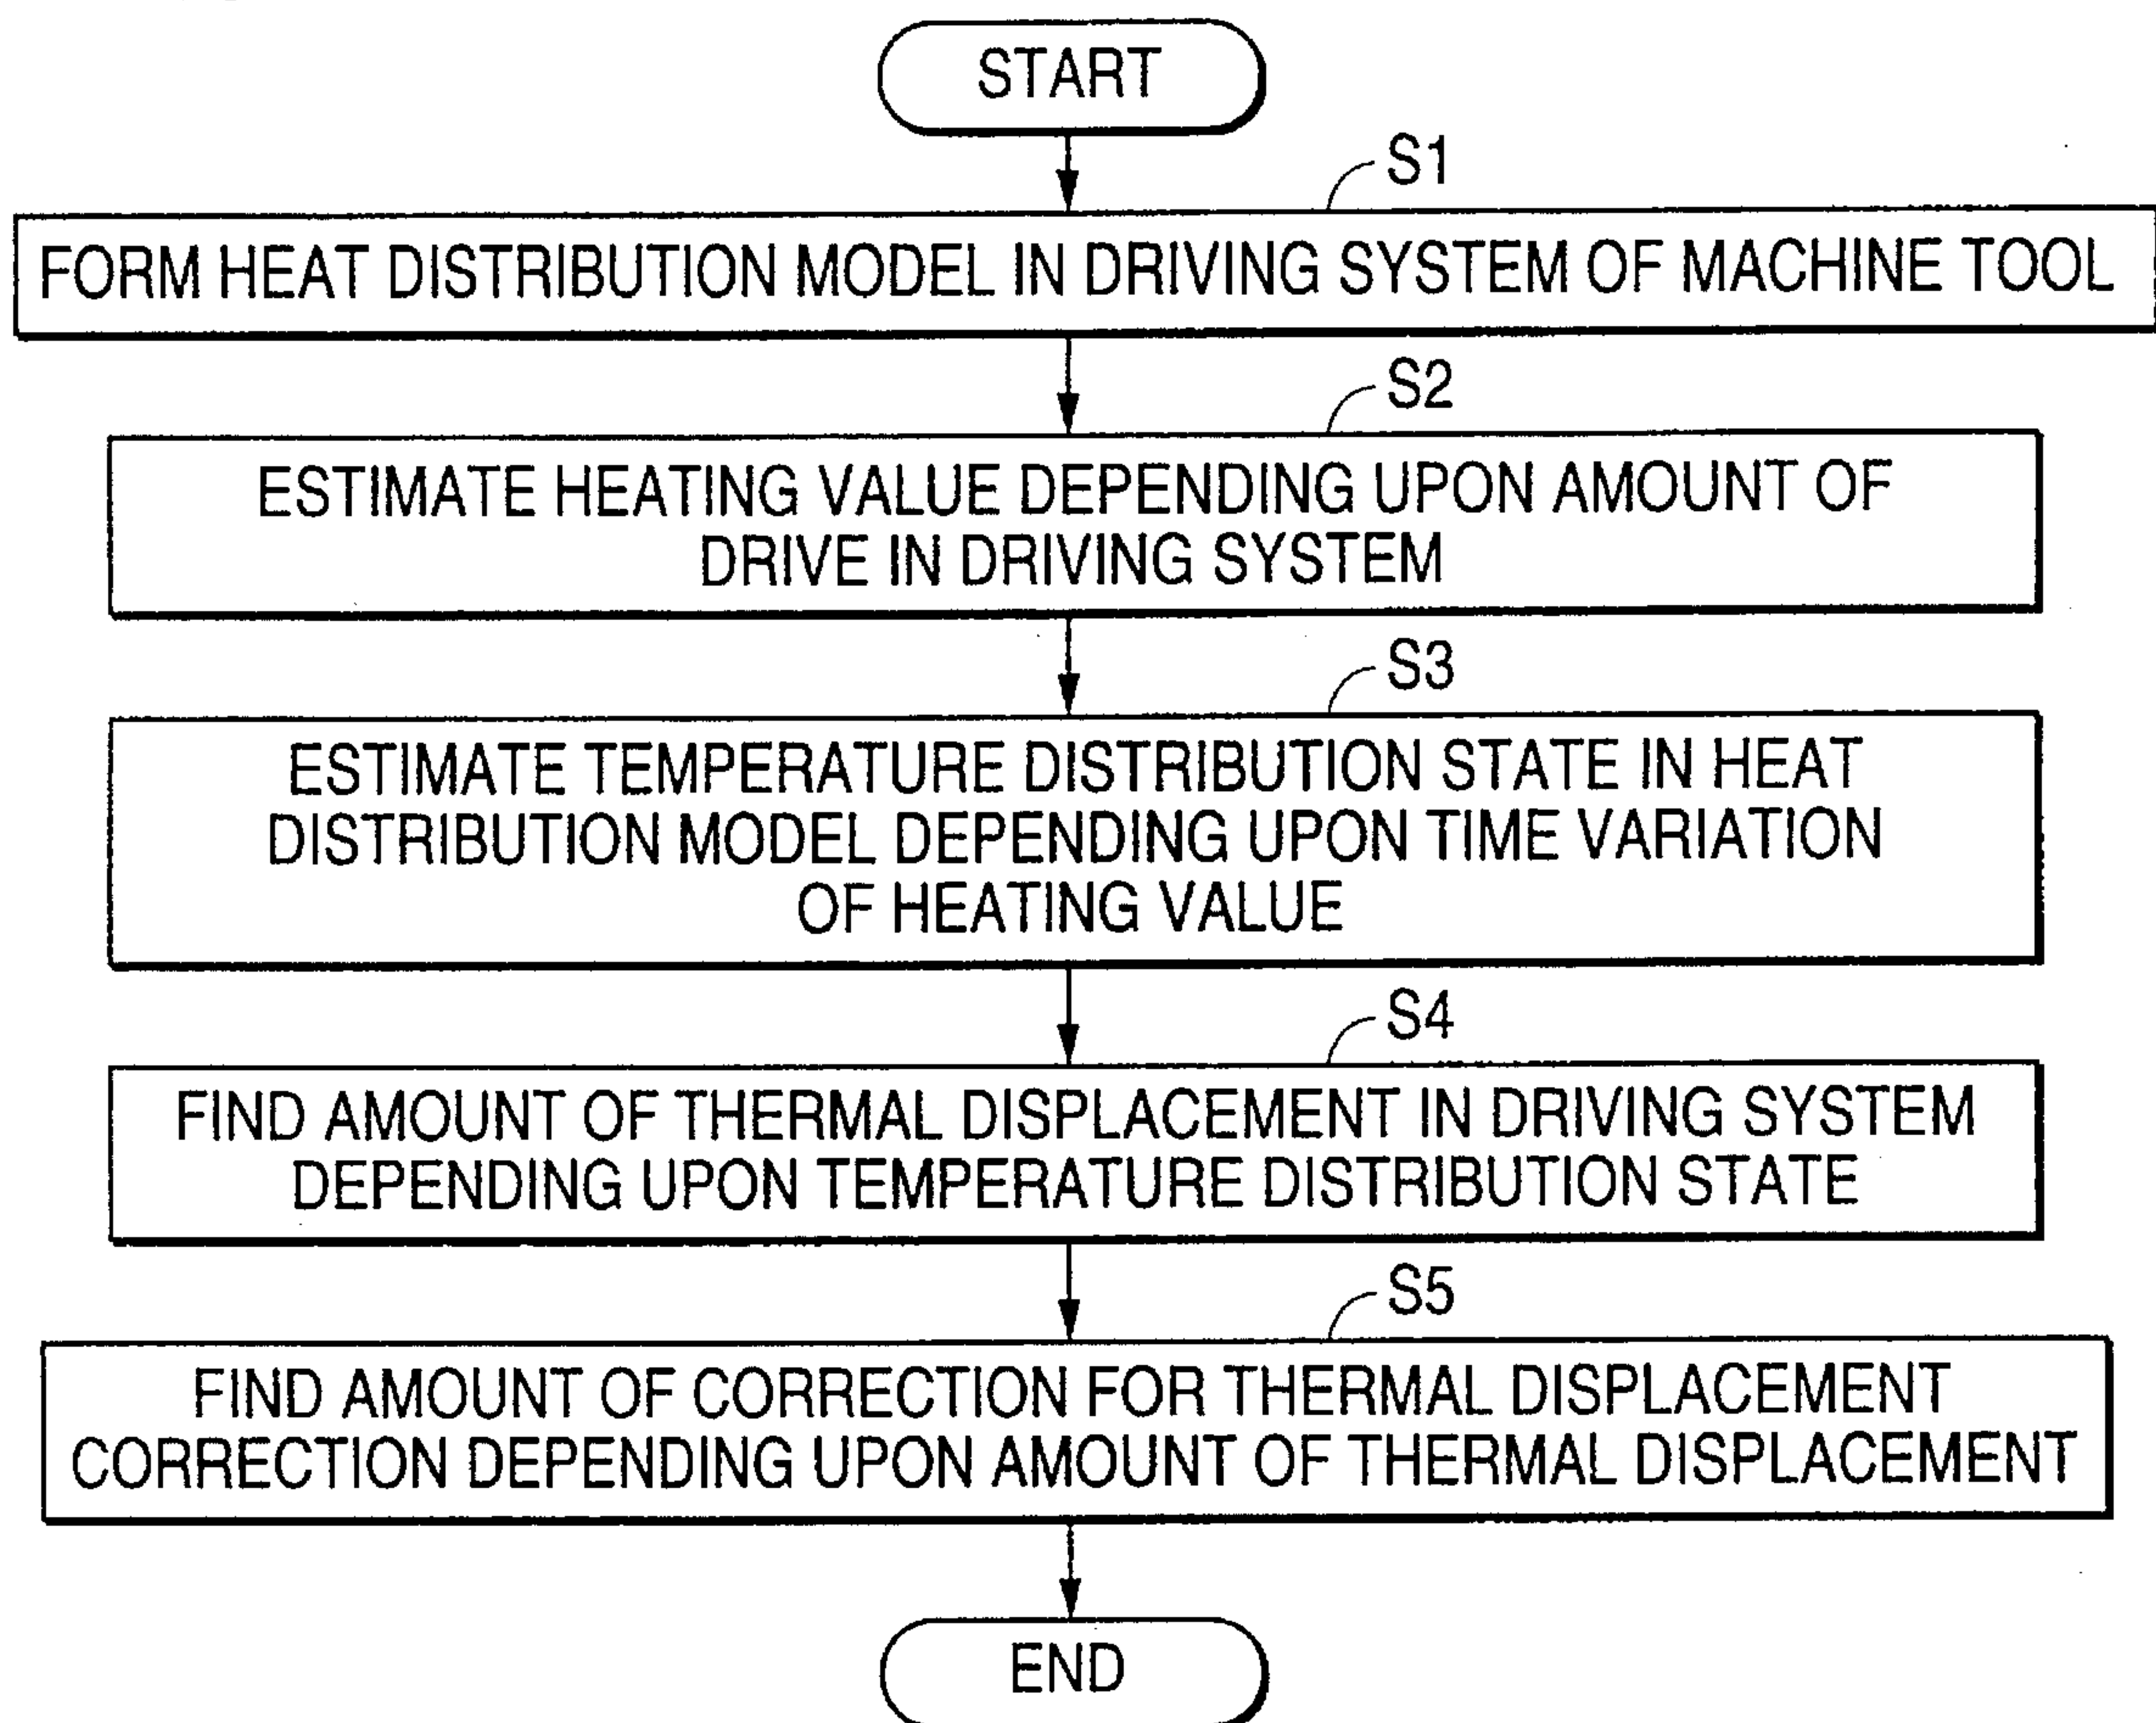 START
S1
FORM HEAT DISTRIBUTION MODEL IN DRIVING SYSTEM OF MACHINE TOOL
S2
ESTIMATE HEATING VALUE DEPENDING UPON AMOUNT OF
DRIVE IN DRIVING SYSTEM
S3
ESTIMATE TEMPERATURE DISTRIBUTION STATE IN HEAT
DISTRIBUTION MODEL DEPENDING UPON TIME VARIATION
OF HEATING VALUE
S4
FIND AMOUNT OF THERMAL DISPLACEMENT IN DRIVING SYSTEM
DEPENDING UPON TEMPERATURE DISTRIBUTION STATE
S5
FIND AMOUNT OF CORRECTION FOR THERMAL DISPLACEMENT
CORRECTION DEPENDING UPON AMOUNT OF THERMAL DISPLACEMENT
END